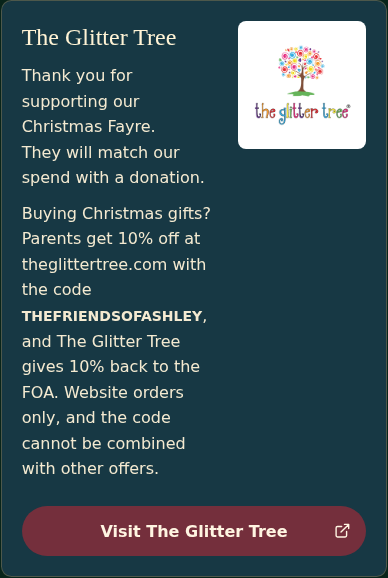 The Glitter Tree
the glitter tree
Thank you for
supporting our
Christmas Fayre.
They will match our
spend with a donation.
Buying Christmas gifts?
Parents get 10% off at
theglittertree.com with
the code
THEFRIENDSOFASHLEY,
and The Glitter Tree
gives 10% back to the
FOA. Website orders
only, and the code
cannot be combined
with other offers.
Visit The Glitter Tree